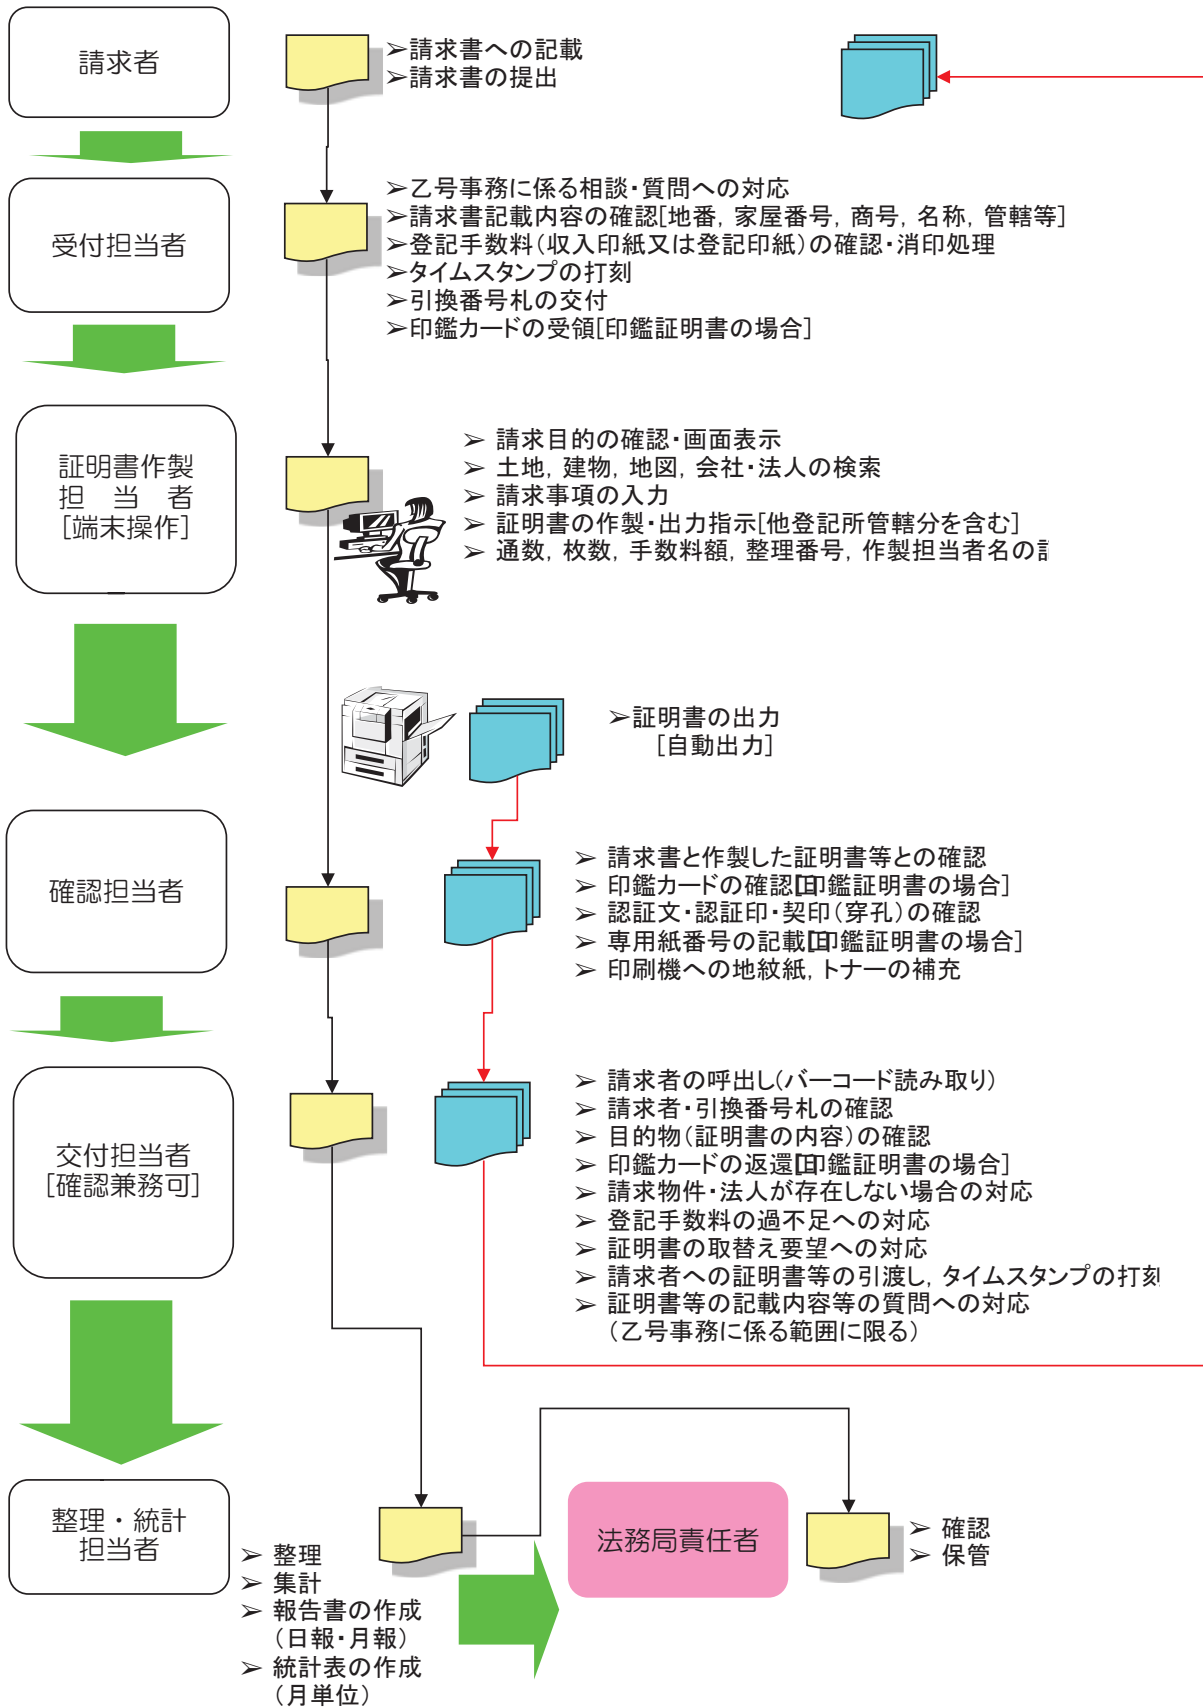 請求者
➢請求書への記載
➢請求書の提出
受付担当者
➢乙号事務に係る相談・質問への対応
➢請求書記載内容の確認[地番, 家屋番号, 商号, 名称, 管轄等]
➢登記手数料(収入印紙又は登記印紙)の確認・消印処理
➢タイムスタンプの打刻
➢引換番号札の交付
➢印鑑カードの受領[印鑑証明書の場合]
証明書作製
担 当 者
[端末操作]
➢ 請求目的の確認・画面表示
➢ 土地, 建物, 地図, 会社・法人の検索
➢ 請求事項の入力
➢ 証明書の作製・出力指示[他登記所管轄分を含む]
➢ 通数, 枚数, 手数料額, 整理番号, 作製担当者名の
➢証明書の出力
[自動出力]
確認担当者
➢ 請求書と作製した証明書等との確認
➢ 印鑑カードの確認[印鑑証明書の場合]
➢ 認証文・認証印・契印(穿孔)の確認
➢ 専用紙番号の記載[印鑑証明書の場合]
➢ 印刷機への地紋紙, トナーの補充
交付担当者
[確認兼務可]
➢ 請求者の呼出し(バーコード読み取り)
➢ 請求者・引換番号札の確認
➢ 目的物(証明書の内容)の確認
➢ 印鑑カードの返還[印鑑証明書の場合]
➢ 請求物件・法人が存在しない場合の対応
➢ 登記手数料の過不足への対応
➢ 証明書の取替え要望への対応
➢ 請求者への証明書等の引渡し, タイムスタンプの打刻
➢ 証明書等の記載内容等の質問への対応
(乙号事務に係る範囲に限る)
整理・統計
担当者
➢ 整理
➢ 集計
➢ 報告書の作成
(日報・月報)
➢ 統計表の作成
(月単位)
法務局責任者
➢ 確認
➢ 保管